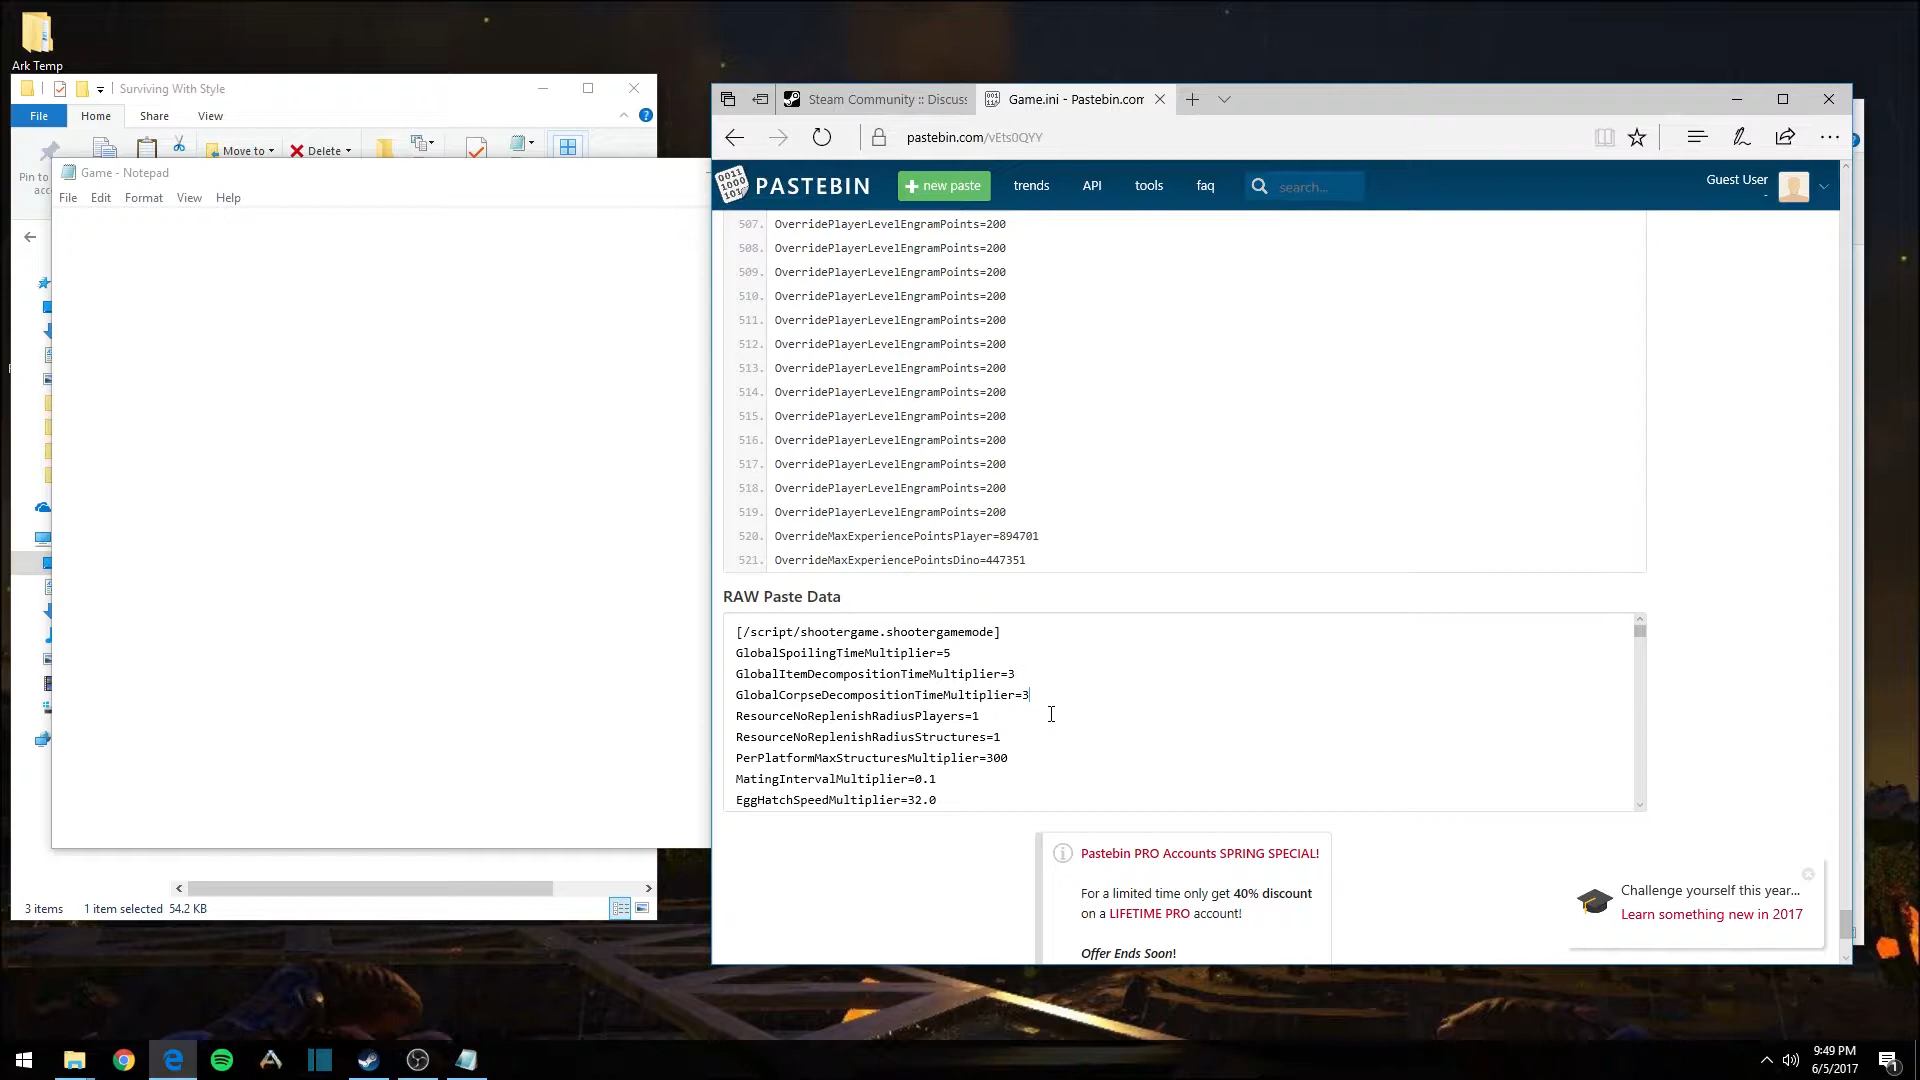 Ark Temp
Surviving With Style
File
Home
Share
View
Move to
Delete
Pin to
acc
Game - Notepad
File
Edit
Format
View
Help
3 items
1 item selected
54.2 KB
Steam Community :: Discuss
Game.ini - Pastebin.com
pastebin.com/vEts0QYY
PASTEBIN
new paste
trends
API
tools
faq
search...
Guest User
-
507. OverridePlayerLevelEngramPoints=200
508. OverridePlayerLevelEngramPoints=200
509. OverridePlayerLevelEngramPoints=200
510. OverridePlayerLevelEngramPoints=200
511. OverridePlayerLevelEngramPoints=200
512. OverridePlayerLevelEngramPoints=200
513. OverridePlayerLevelEngramPoints=200
514. OverridePlayerLevelEngramPoints=200
515. OverridePlayerLevelEngramPoints=200
516. OverridePlayerLevelEngramPoints=200
517. OverridePlayerLevelEngramPoints=200
518. OverridePlayerLevelEngramPoints=200
519. OverridePlayerLevelEngramPoints=200
520. OverrideMaxExperiencePointsPlayer=894701
521. OverrideMaxExperiencePointsDino=447351
RAW Paste Data
[/script/shootergame.shootergamemode]
GlobalSpoilingTimeMultiplier=5
GlobalItemDecompositionTimeMultiplier=3
GlobalCorpseDecompositionTimeMultiplier=3
ResourceNoReplenishRadiusPlayers=1
ResourceNoReplenishRadiusStructures=1
PerPlatformMaxStructuresMultiplier=300
MatingIntervalMultiplier=0.1
EggHatchSpeedMultiplier=32.0
Pastebin PRO Accounts SPRING SPECIAL!
For a limited time only get 40% discount
on a LIFETIME PRO account!
Offer Ends Soon!
Challenge yourself this year...
Learn something new in 2017
9:49 PM
6/5/2017
1